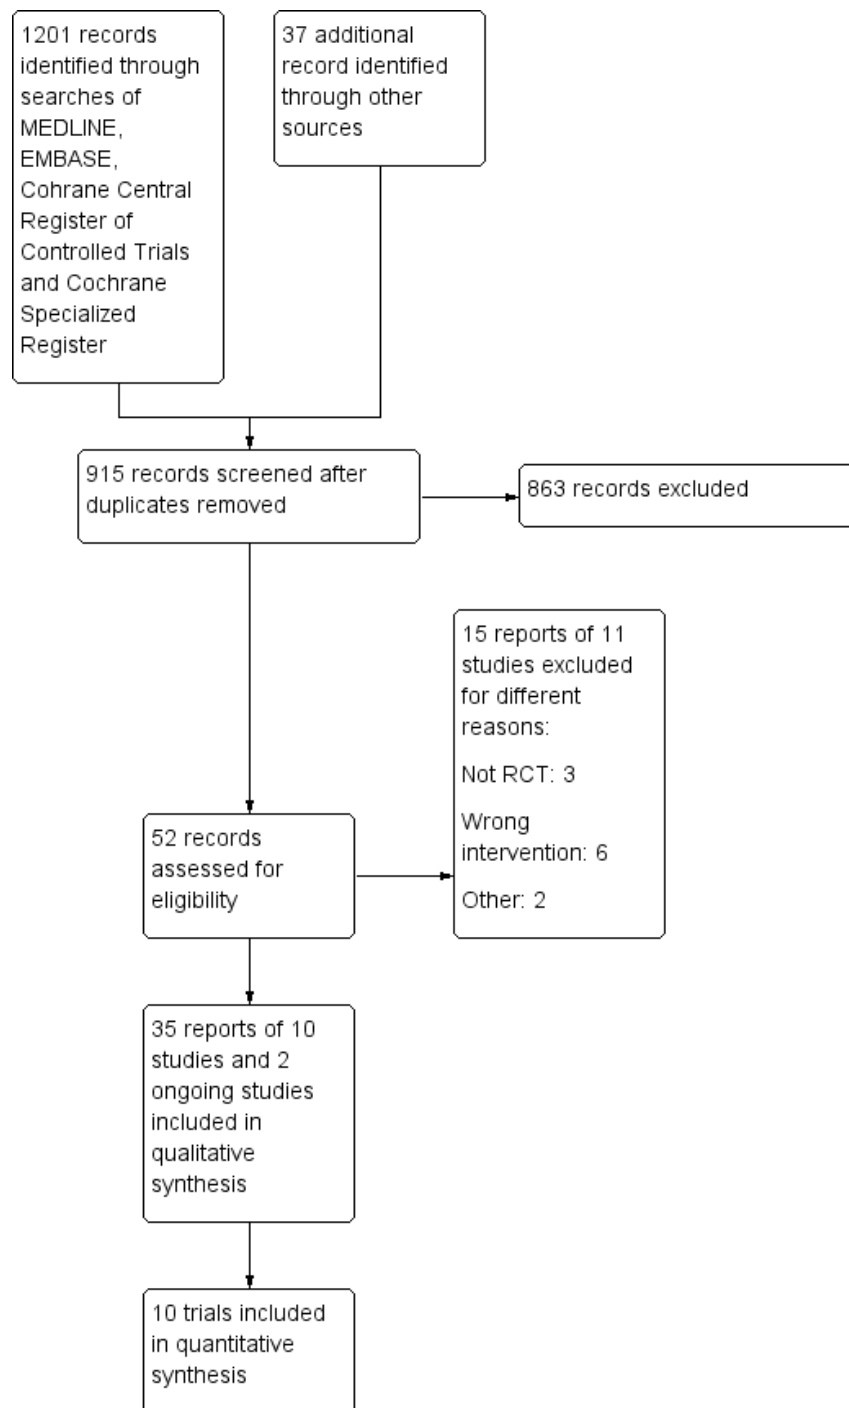 1201 records
identified through
searches of
MEDLINE,
EMBASE,
Cohrane Central
Register of
Controlled Trials
and Cochrane
Specialized
Register
37 additional
record identified
through other
sources
915 records screened after
duplicates removed
863 records excluded
15 reports of 11
studies excluded
for different
reasons:
Not RCT: 3
Wrong
intervention: 6
Other: 2
52 records
assessed for
eligibility
35 reports of 10
studies and 2
ongoing studies
included in
qualitative
synthesis
10 trials included
in quantitative
synthesis